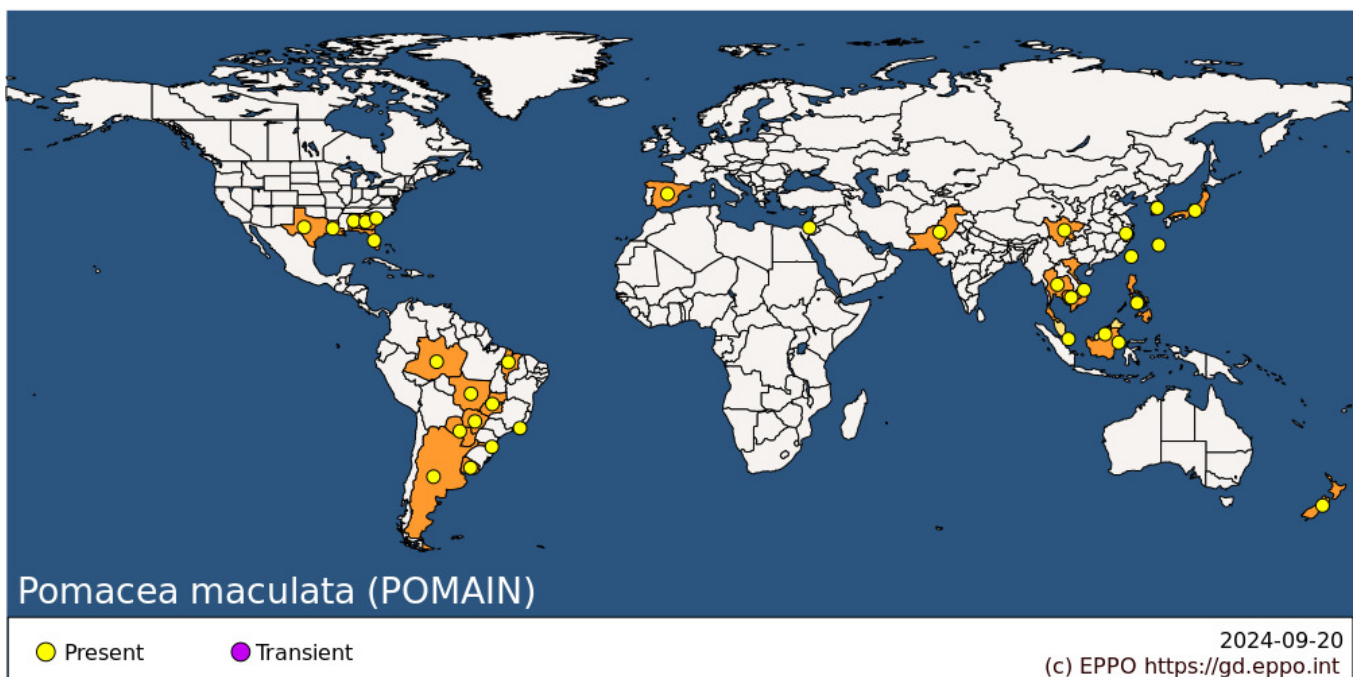 Pomacea maculata (POMAIN)
Present
Transient
2024-09-20
(c) EPPO https://gd.eppo.int